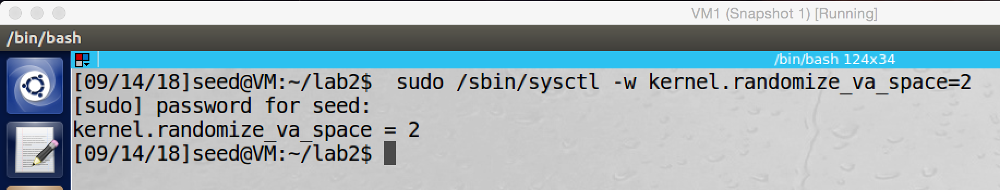 VM1 (Snapshot 1) [Running]
/bin/bash
/bin/bash 124x34
[09/14/18]seed@VM:~/lab2$  sudo /sbin/sysctl -w kernel.randomize_va_space=2
[sudo] password for seed:
kernel.randomize_va_space = 2
[09/14/18]seed@VM:~/lab2$